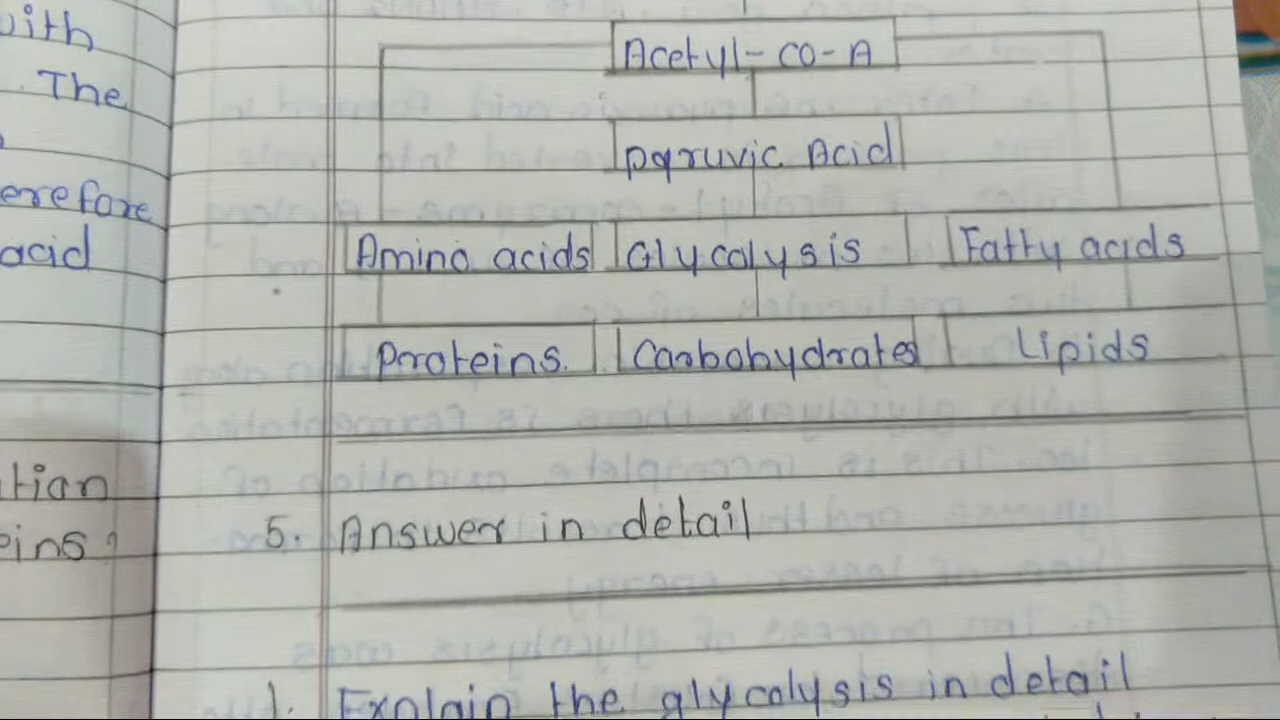 with
The
erefore
acid
tion
eins?
Acetyl-CO-A
pyruvic Acid
Amino acids Glycolysis Fatty acids
Proteins. Carbohydrates Lipids
5. Answer in detail
1. Explain the glycolysis in detail